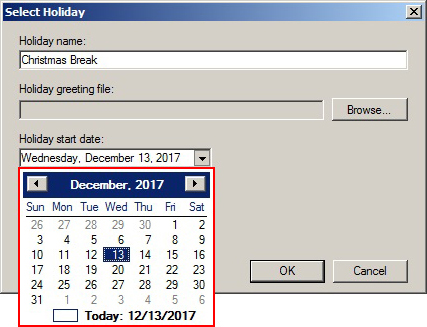 Select Holiday
Holiday name:
Christmas Break
Holiday greeting file:
Browse...
Holiday start date:
Wednesday, December 13, 2017
December, 2017
Sun Mon Tue Wed Thu Fri Sat
26 27 28 29 30 1 2
3 4 5 6 7 8 9
10 11 12 13 14 15 16
17 18 19 20 21 22 23
24 25 26 27 28 29 30
31 1 2 3 4 5 6
Today: 12/13/2017
OK Cancel